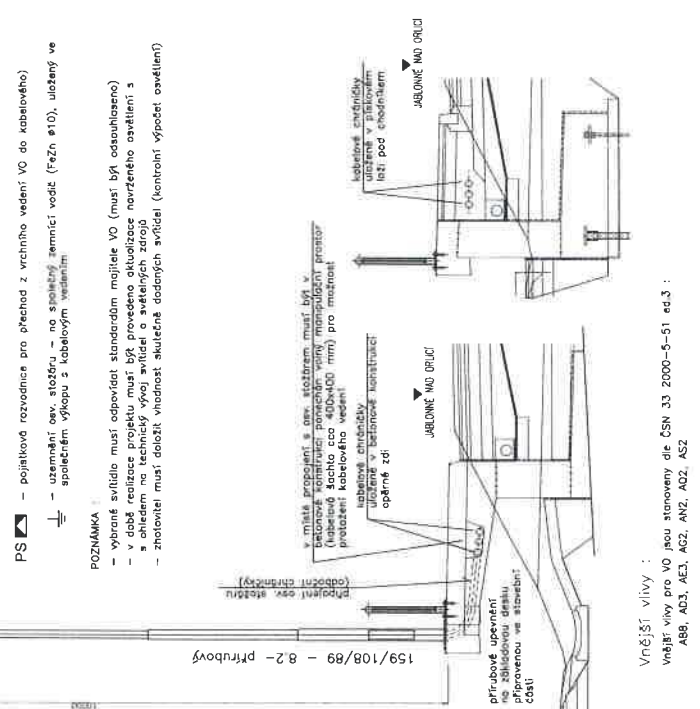 PS – pojistková rozvodnice pro přechod z vrchního vedení VO do kabelového)
– uzemnění osv. stožáru – na společný zemnící vodič (FeZn ø10), uložený ve
společném výkopu s kabelovým vedením
POZNÁMKA :
– vybrané svítidlo musí odpovídat standardům majitele VO (musí být odsouhlaseno)
– v době realizace projektu musí být provedeno aktualizace navrženého osvětlení s
s ohledem na technický vývoj svítidel a světelných zdrojů
– zhotovitel musí doložit vhodnost skutečně dodaných svítidel (kontrolní výpočet osvětlení)
v místě propojení s osv. stožárem musí být v
betonové konstrukci ponechán volný manipulační prostor
(kabelová šachta cca 400x400 mm) pro možnost
protažení kabelového vedení
kabelové chráničky
uložené v betonové konstrukci
opěrné zdi
kabelové chráničky
uložené v pískovém
loži pod chodníkem
JABLONNÉ NAD ORLICÍ
JABLONNÉ NAD ORLICÍ
připojení osv. stožáru
(odbočení chráničky)
159/108/89 – 8.2– přírubový
přírubové upevnění
na základovou desku
připravenou ve stavební
části
Vnější vlivy :
Vnější vlivy pro VO jsou stanoveny dle ČSN 33 2000–5–51 ed.3 :
AB8, AD3, AE3, AG2, AN2, AQ2, AS2